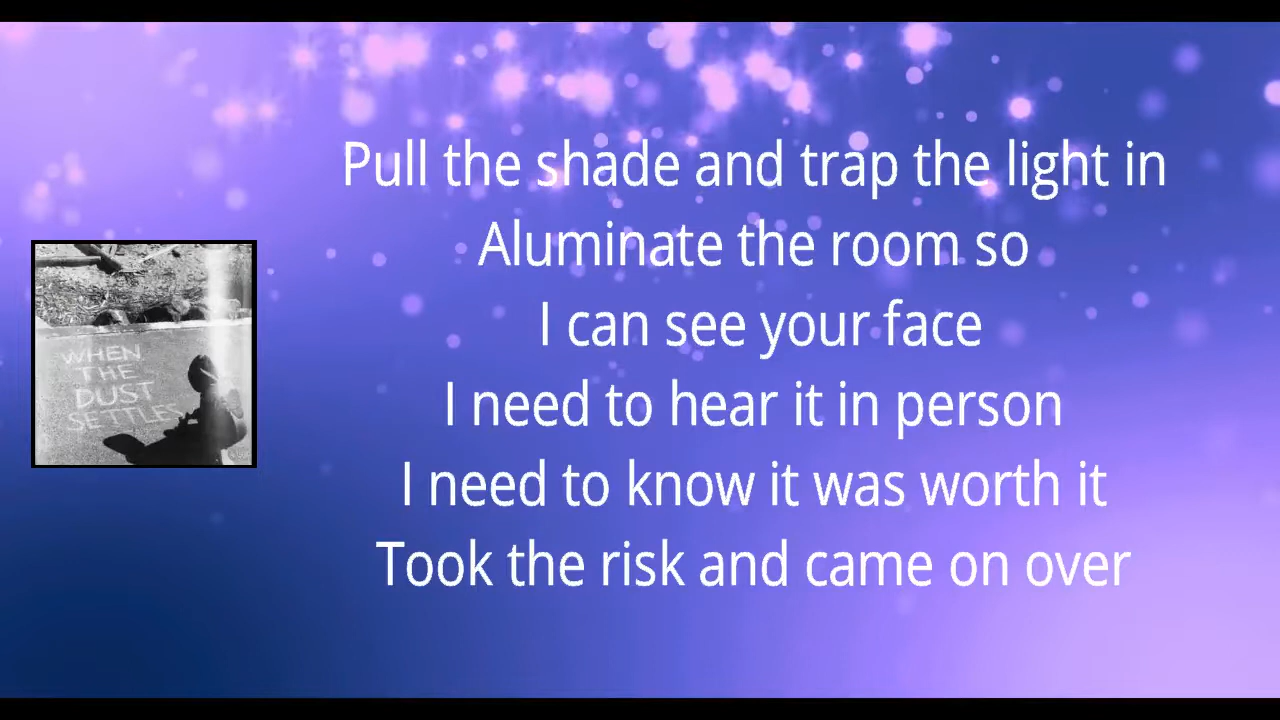 Pull the shade and trap the light in
Aluminate the room so
I can see your face
I need to hear it in person
I need to know it was worth it
Took the risk and came on over
WHEN
THE
DUST
SETTLES